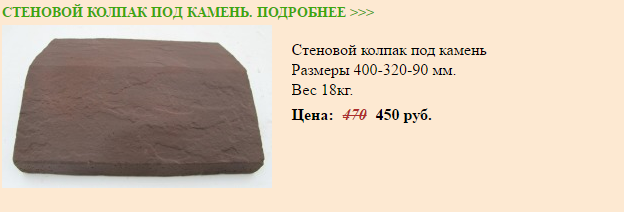 СТЕНОВОЙ КОЛПАК ПОД КАМЕНЬ. ПОДРОБНЕЕ >>>
Стеновой колпак под камень
Размеры 400-320-90 мм.
Вес 18кг.
Цена: 470 450 руб.